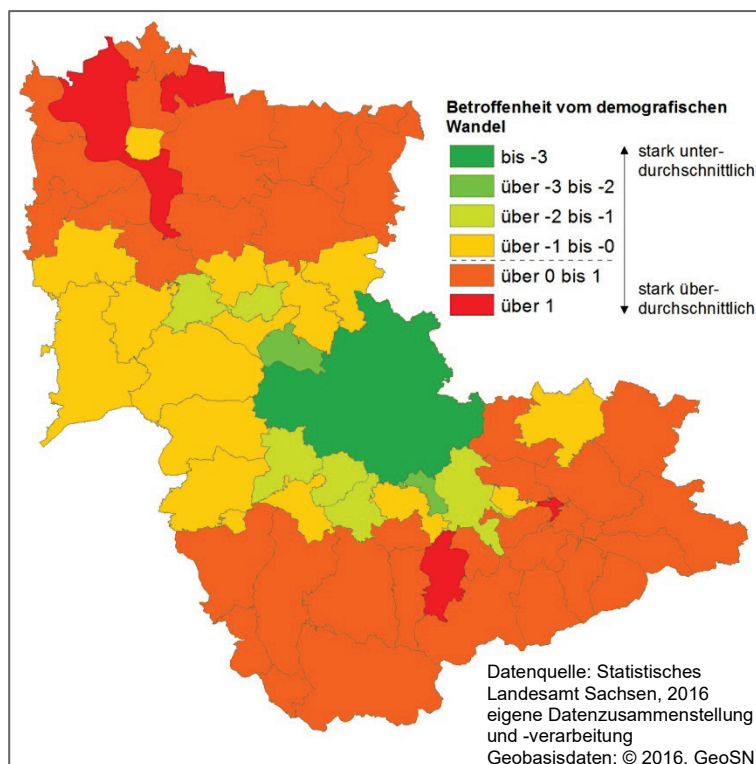 Betroffenheit vom demografischen
Wandel
bis -3
über -3 bis -2
über -2 bis -1
über -1 bis -0
über 0 bis 1
über 1
stark unter-
durchschnittlich
stark über-
durchschnittlich
Datenquelle: Statistisches
Landesamt Sachsen, 2016
eigene Datenzusammenstellung
und -verarbeitung
Geobasisdaten: © 2016, GeoSN